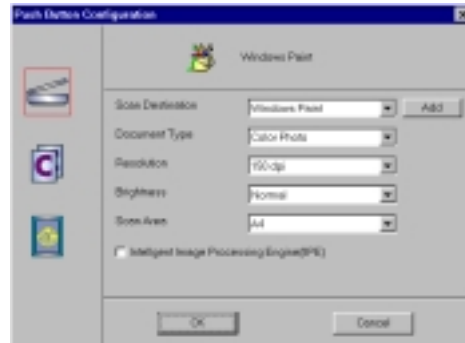 Push Button Configuration
Windows Paint
Scan Destination Windows Paint Add
Document Type Color Photo
Resolution 150 dpi
Brightness Normal
Scan Area A4
Intelligent Image Processing Engine(IPE)
OK Cancel